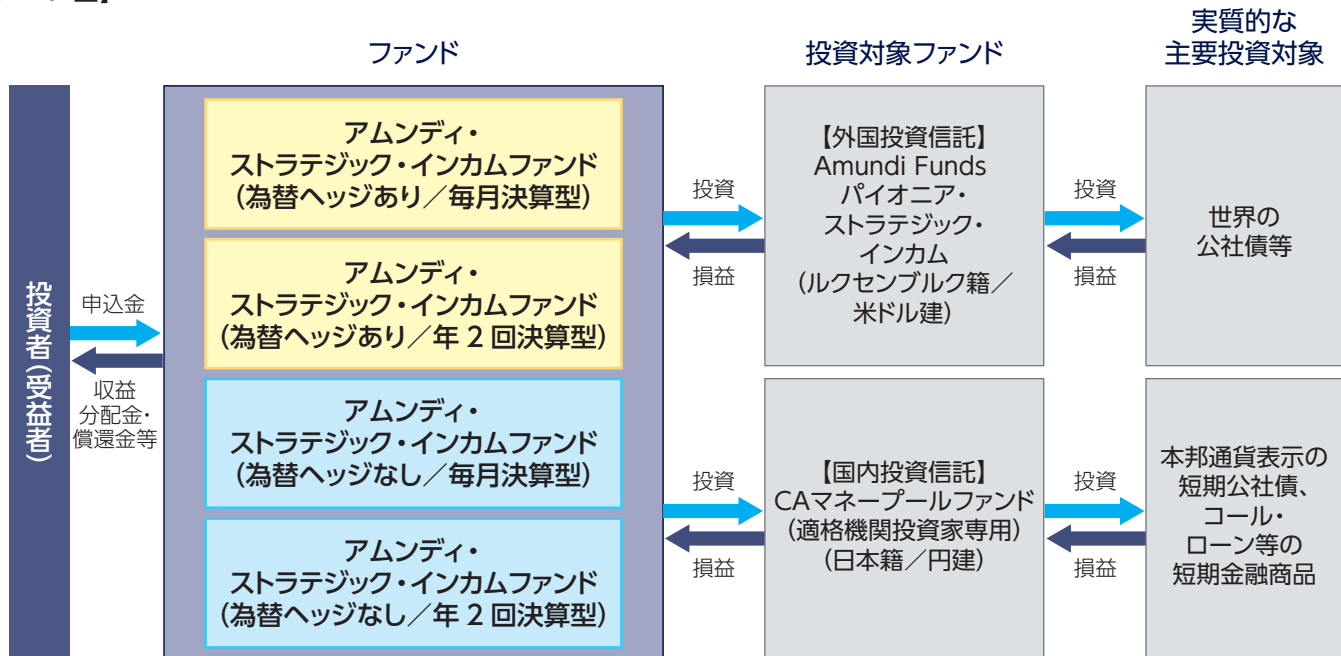 ファンド
投資対象ファンド
実質的な
主要投資対象
投資者(受益者)
申込金
収益
分配金・
償還金等
アムンディ・
ストラテジック・インカムファンド
(為替ヘッジあり／毎月決算型)
アムンディ・
ストラテジック・インカムファンド
(為替ヘッジあり／年 2 回決算型)
アムンディ・
ストラテジック・インカムファンド
(為替ヘッジなし／毎月決算型)
アムンディ・
ストラテジック・インカムファンド
(為替ヘッジなし／年 2 回決算型)
投資
損益
【外国投資信託】
Amundi Funds
パイオニア・
ストラテジック・
インカム
(ルクセンブルク籍／
米ドル建)
投資
損益
世界の
公社債等
投資
損益
【国内投資信託】
CAマネープールファンド
(適格機関投資家専用)
(日本籍／円建)
投資
損益
本邦通貨表示の
短期公社債、
コール・
ローン等の
短期金融商品